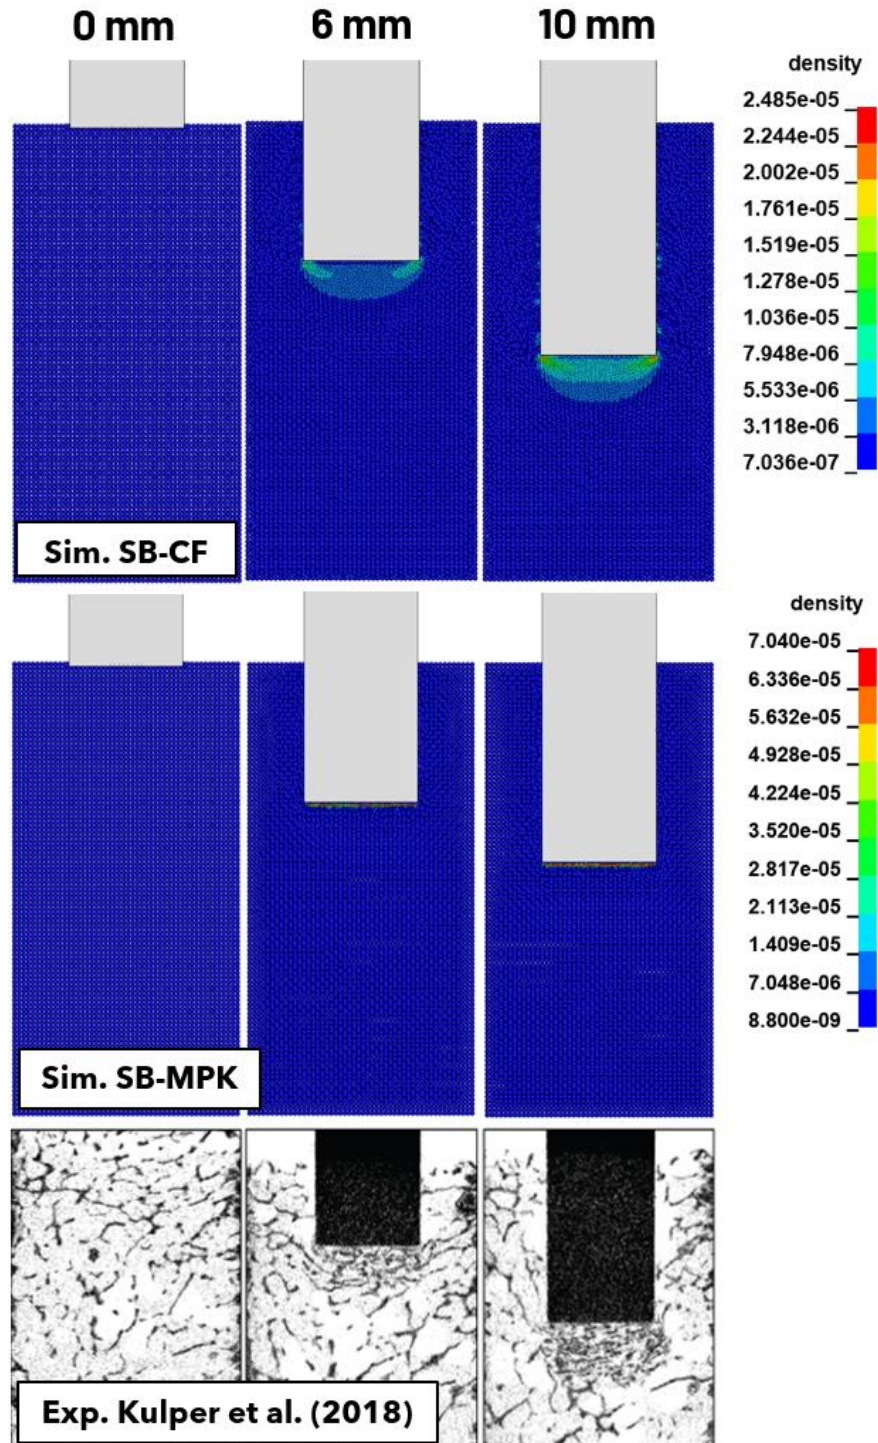 0 mm 6 mm 10 mm
density
2.485e-05
2.244e-05
2.002e-05
1.761e-05
1.519e-05
1.278e-05
1.036e-05
7.948e-06
5.533e-06
3.118e-06
7.036e-07
Sim. SB-CF
density
7.040e-05
6.336e-05
5.632e-05
4.928e-05
4.224e-05
3.520e-05
2.817e-05
2.113e-05
1.409e-05
7.048e-06
8.800e-09
Sim. SB-MPK
Exp. Kulper et al. (2018)